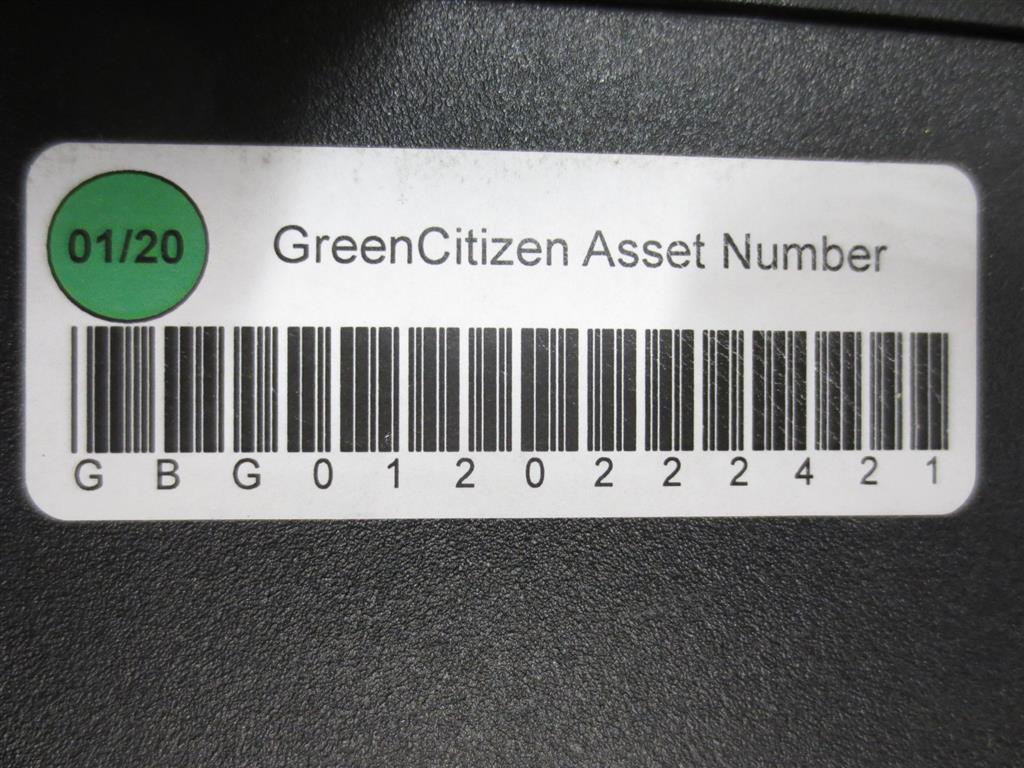 01/20
GreenCitizen Asset Number
G B G 0 1 2 0 2 2 2 4 2 1